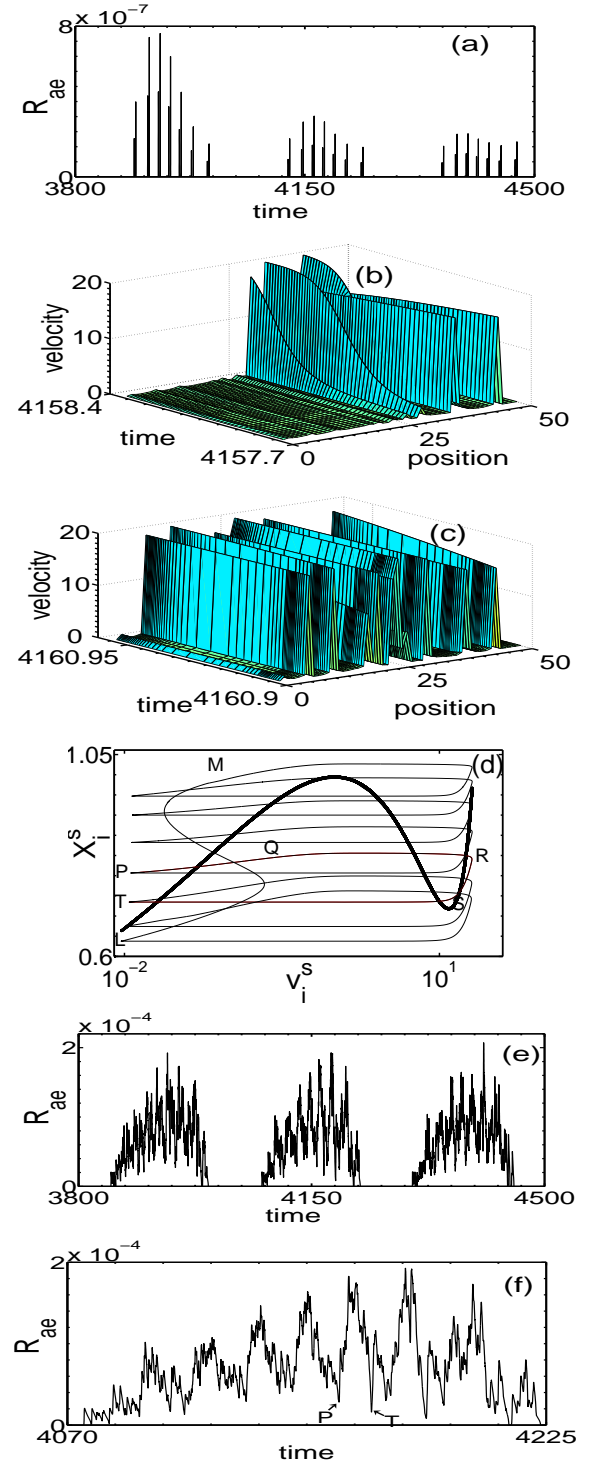 8 × 10⁻⁷
(a)
R_ae
0
3800
4150
4500
time
20
(b)
10
velocity
0
4158.4
50
time
25
4157.7
0
position
20
(c)
10
velocity
0
4160.95
50
time
4160.9
25
0
position
1.05
M
(d)
X_i^s
Q
R
P
T
S
L
0.6
10⁻²
v_i^s
10¹
2 × 10⁻⁴
(e)
R_ae
0
3800
4150
4500
time
2 × 10⁻⁴
(f)
R_ae
P
T
0
4070
4225
time